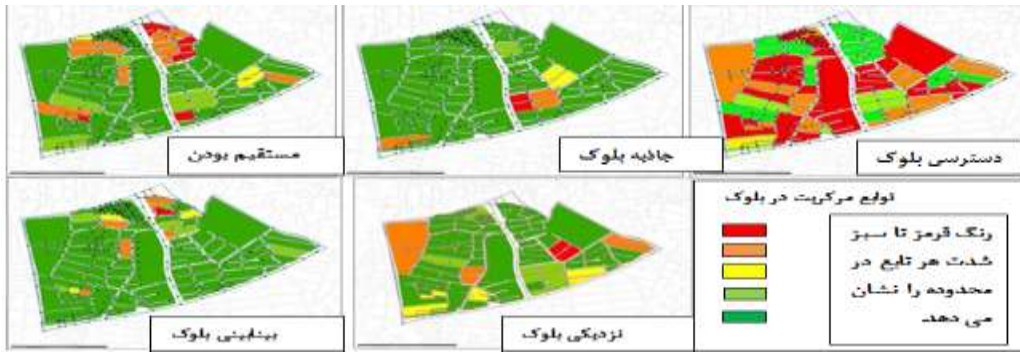 دسترسی بلوک
جاذبه بلوک
مستقیم بودن
توابع مرکزیت در بلوک
رنگ قرمز تا سبز
شدت هر تابع در
محدوده را نشان
می دهد.
نزدیکی بلوک
بینابینی بلوک